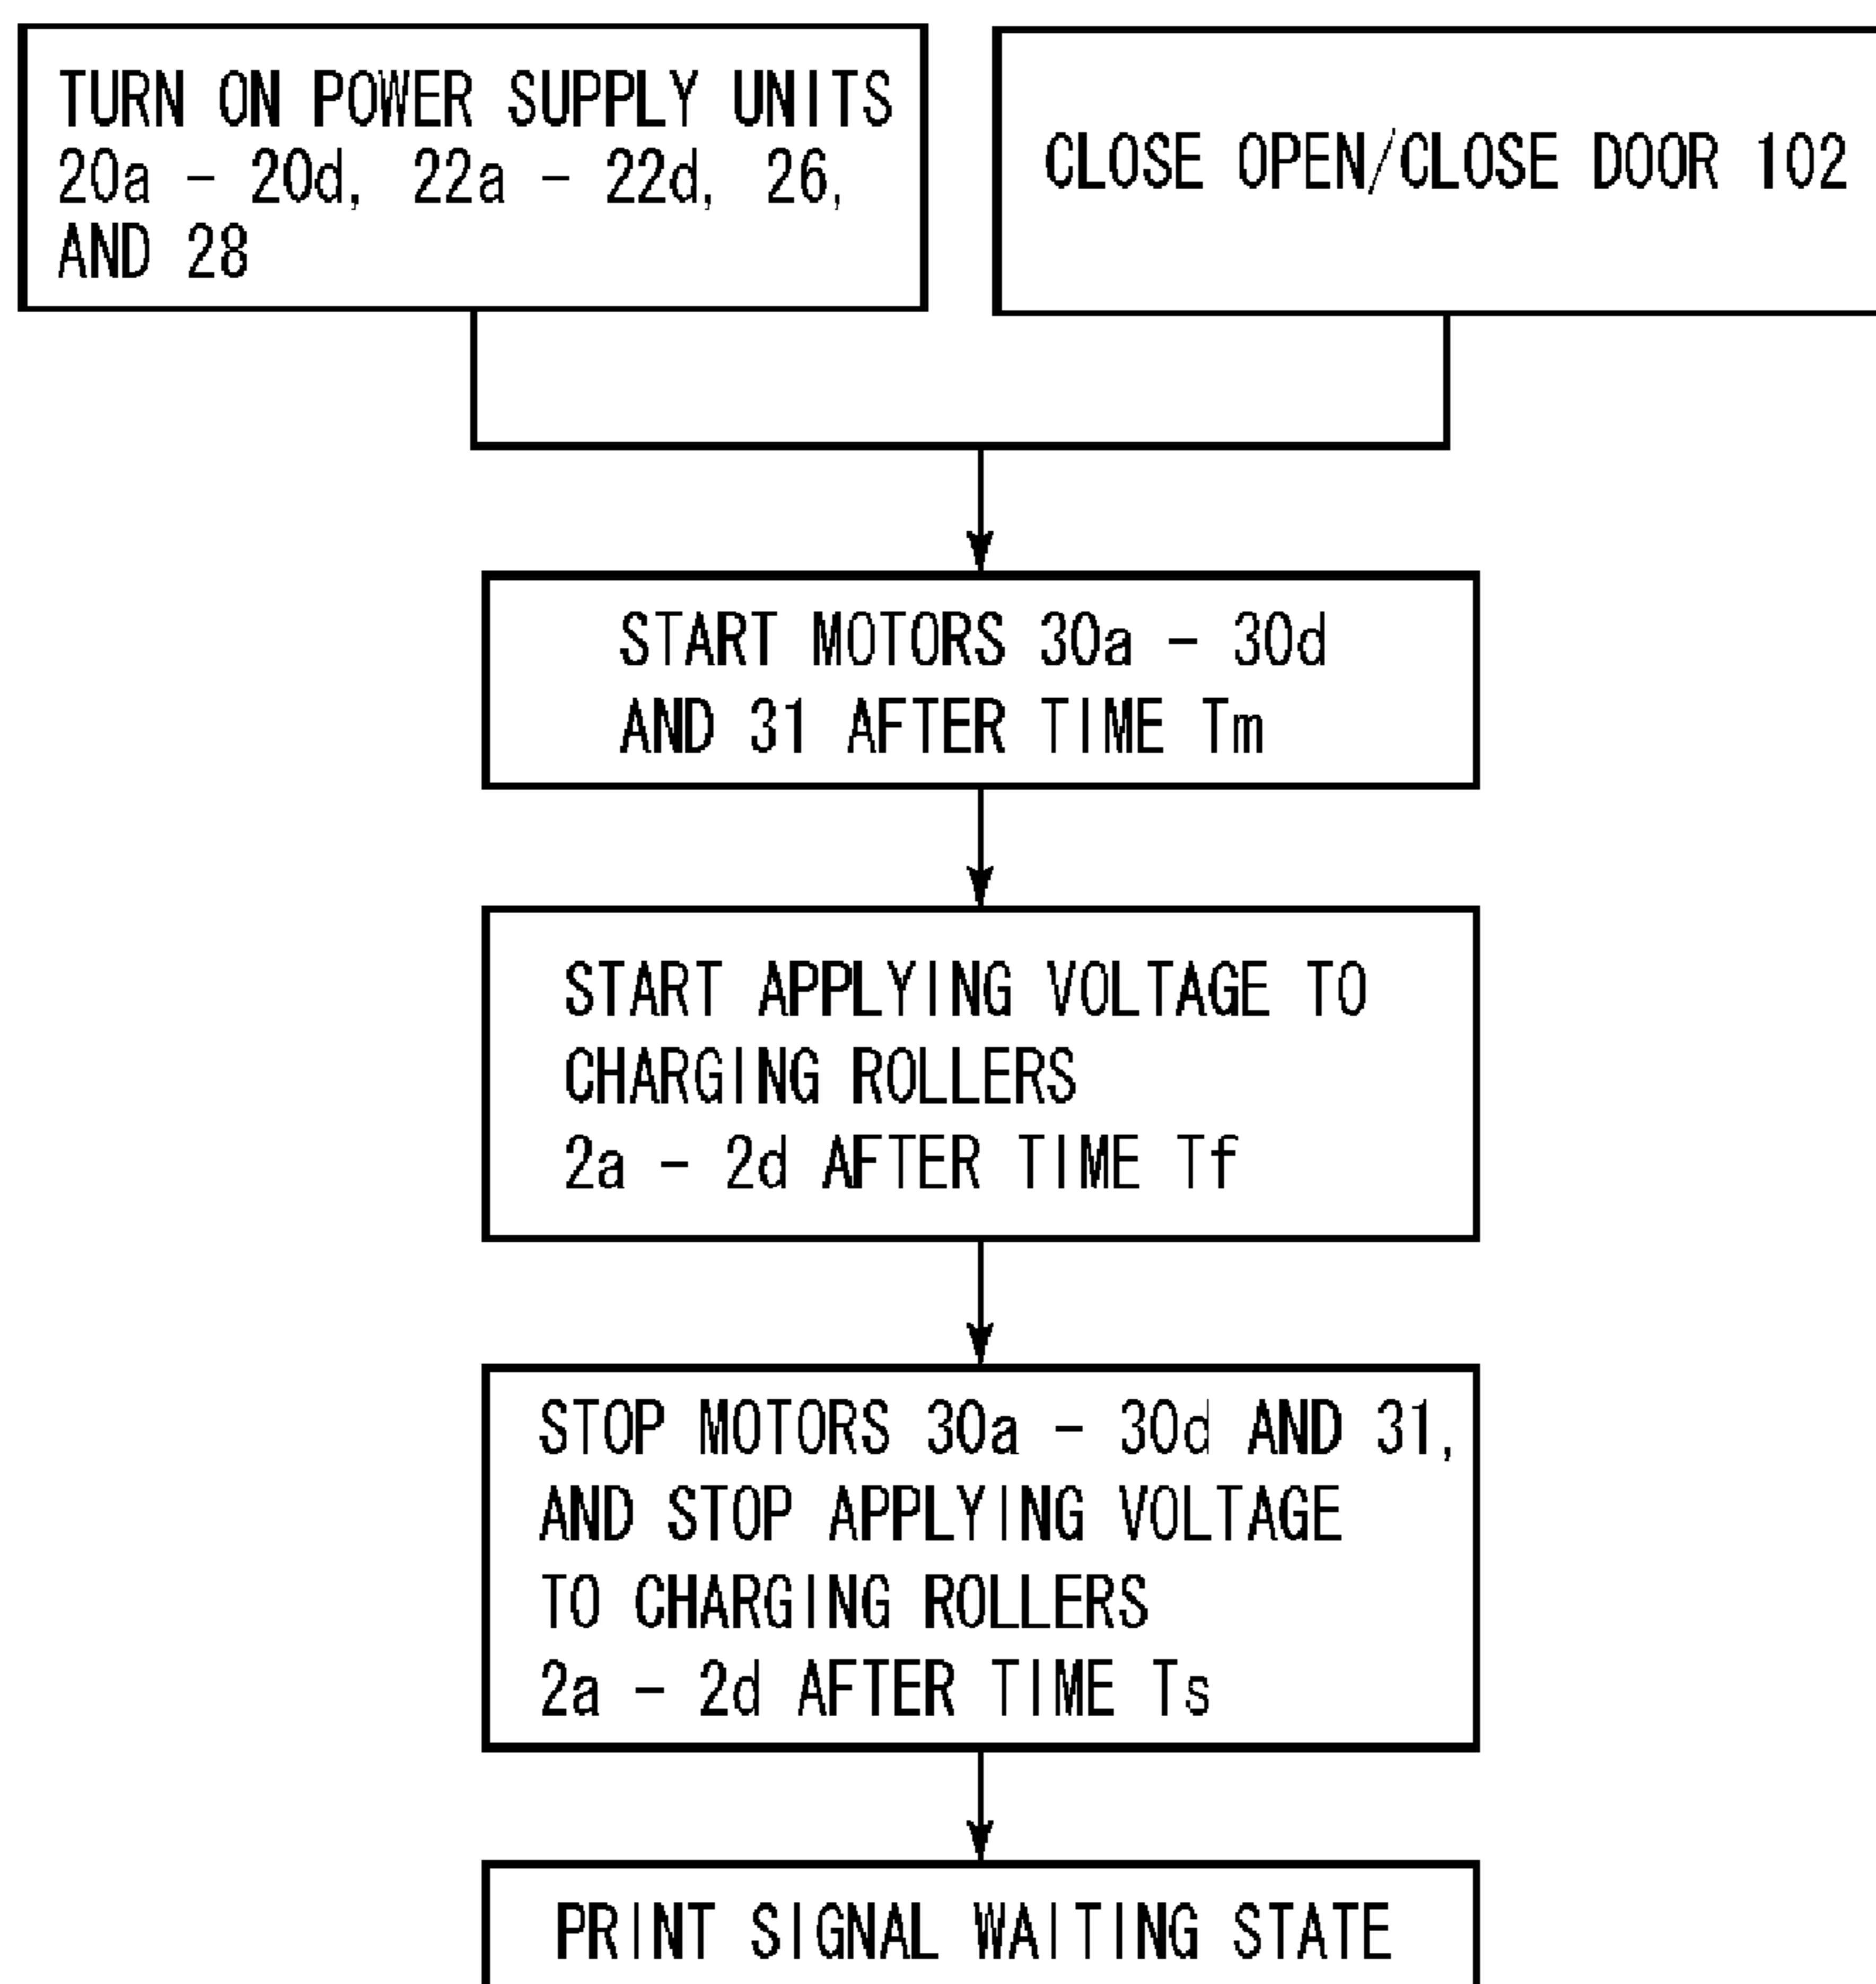 TURN ON POWER SUPPLY UNITS
20a - 20d, 22a - 22d, 26,
AND 28
CLOSE OPEN/CLOSE DOOR 102
START MOTORS 30a - 30d
AND 31 AFTER TIME Tm
START APPLYING VOLTAGE TO
CHARGING ROLLERS
2a - 2d AFTER TIME Tf
STOP MOTORS 30a - 30d AND 31,
AND STOP APPLYING VOLTAGE
TO CHARGING ROLLERS
2a - 2d AFTER TIME Ts
PRINT SIGNAL WAITING STATE